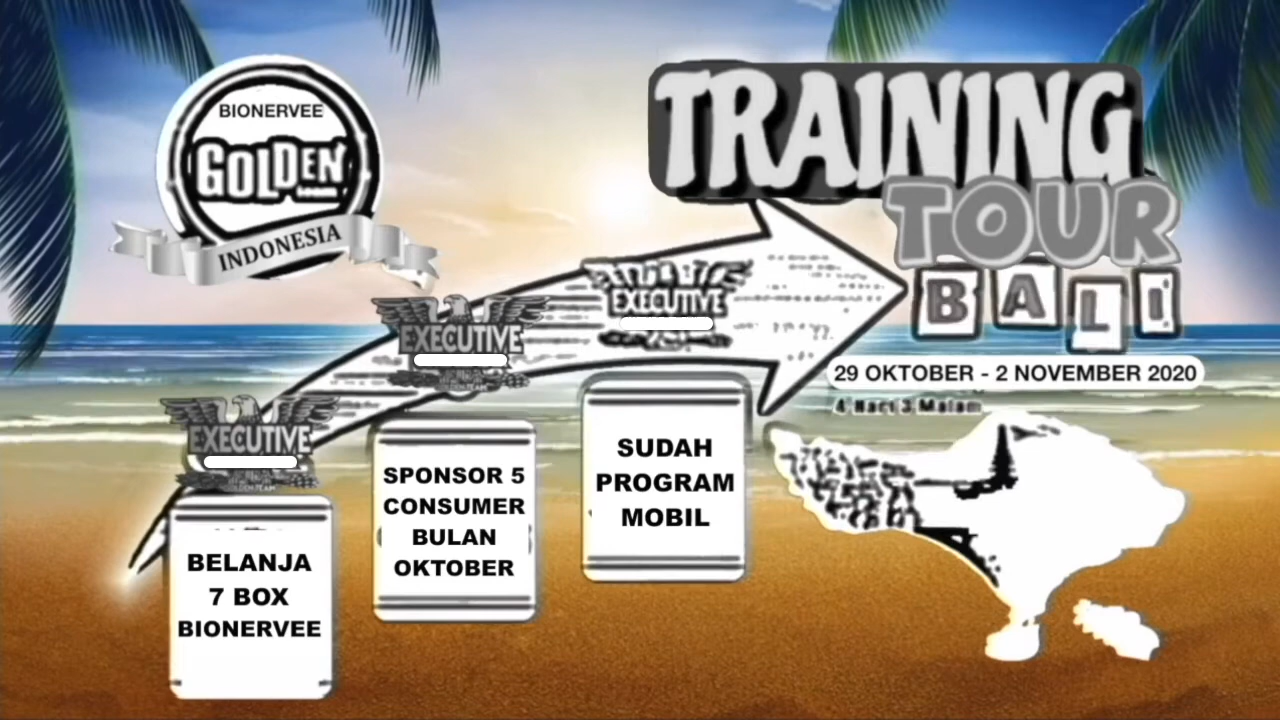 BIONERVEE
GOLDEN
team
INDONESIA
TRAINING
TOUR
BALI
29 OKTOBER - 2 NOVEMBER 2020
4 Hari 3 Malam
EXECUTIVE
EXECUTIVE
EXECUTIVE
BELANJA
7 BOX
BIONERVEE
SPONSOR 5
CONSUMER
BULAN
OKTOBER
SUDAH
PROGRAM
MOBIL